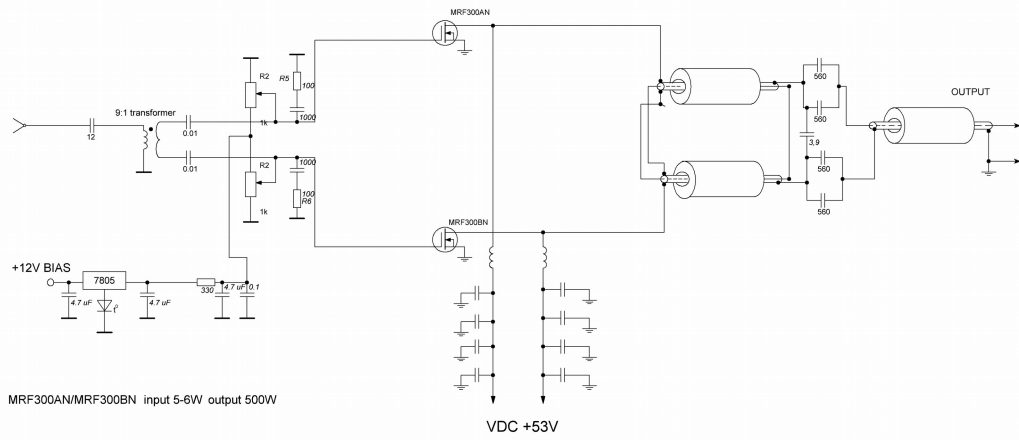 MRF300AN
R2
R5
100
560
9:1 transformer
1000
OUTPUT
0.01
1k
560
12
3,9
0.01
R2
1000
560
100
R6
560
1k
MRF300BN
+12V BIAS
7805
330
4.7 uF
0,1
4.7 uF
4.7 uF
t°
MRF300AN/MRF300BN input 5-6W output 500W
VDC +53V